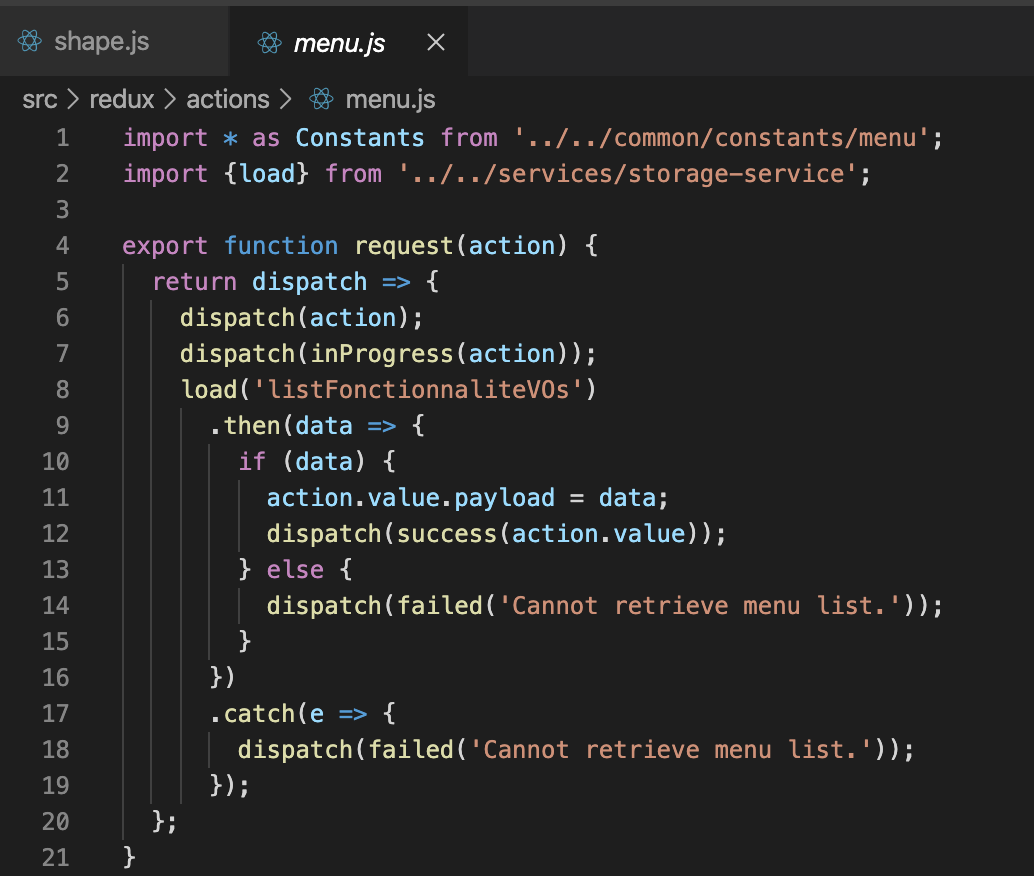 shape.js menu.js
src redux actions menu.js
1 import * as Constants from '../../common/constants/menu';
2 import {load} from '../../services/storage-service';
3
4 export function request(action) {
5 return dispatch => {
6 dispatch(action);
7 dispatch(inProgress(action));
8 load('listFonctionnaliteVOs')
9 .then(data => {
10 if (data) {
11 action.value.payload = data;
12 dispatch(success(action.value));
13 } else {
14 dispatch(failed('Cannot retrieve menu list.'));
15 }
16 })
17 .catch(e => {
18 dispatch(failed('Cannot retrieve menu list.'));
19 });
20 };
21 }